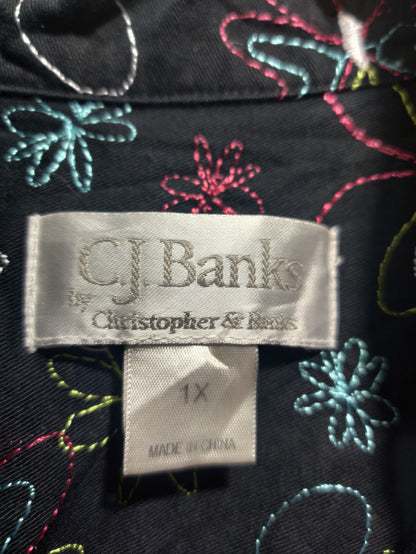 C.J. Banks
by
Christopher & Banks
1X
MADE IN CHINA